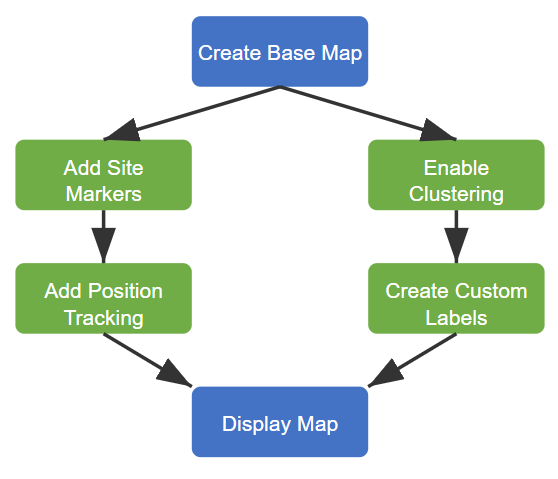 Create Base Map
Add Site
Markers
Enable
Clustering
Add Position
Tracking
Create Custom
Labels
Display Map